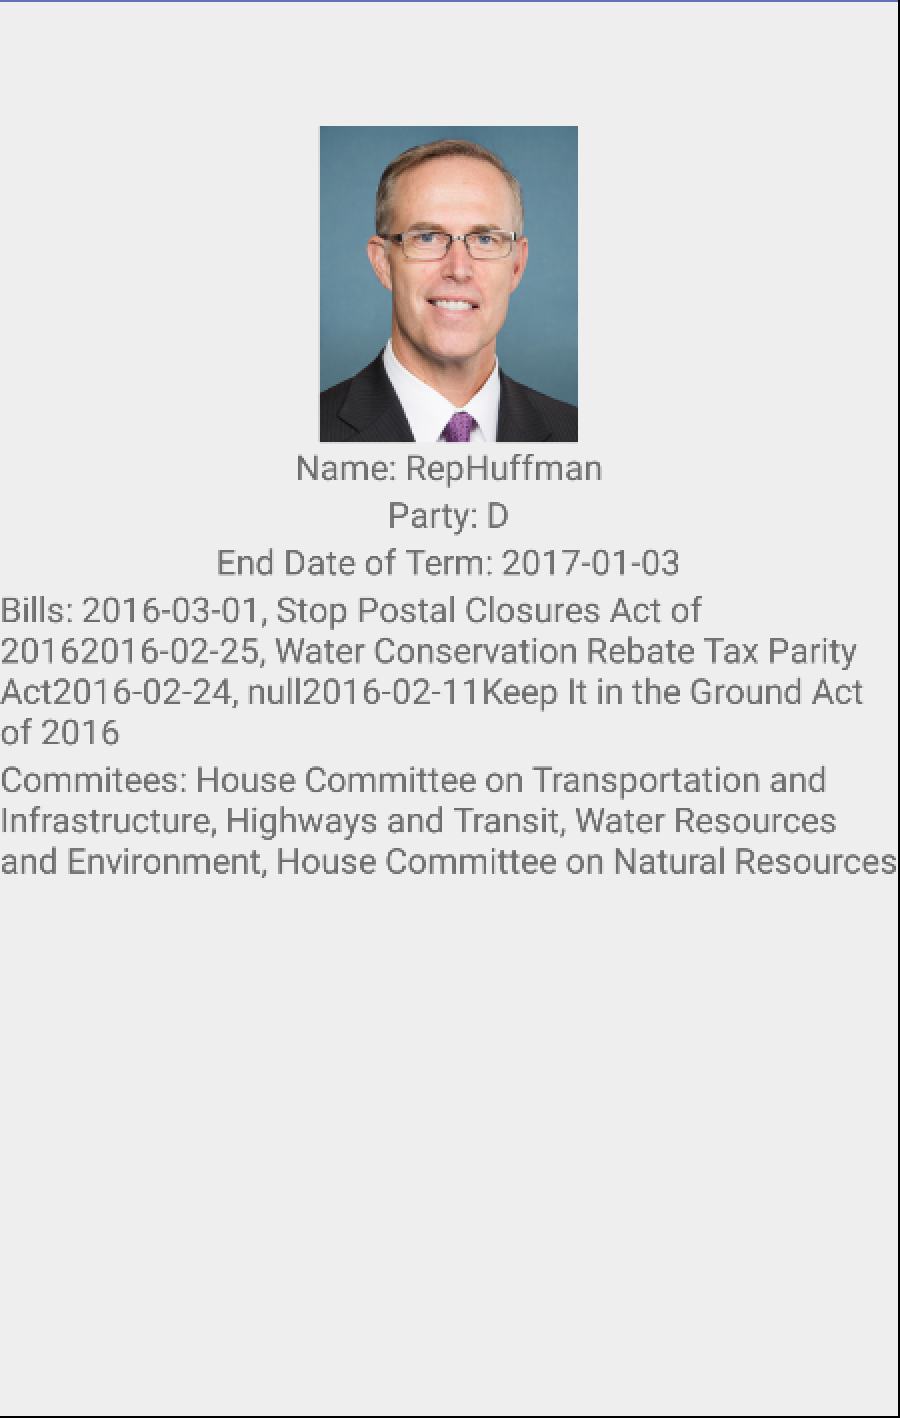 Name: RepHuffman
Party: D
End Date of Term: 2017-01-03
Bills: 2016-03-01, Stop Postal Closures Act of
20162016-02-25, Water Conservation Rebate Tax Parity
Act2016-02-24, null2016-02-11Keep It in the Ground Act
of 2016
Commitees: House Committee on Transportation and
Infrastructure, Highways and Transit, Water Resources
and Environment, House Committee on Natural Resources